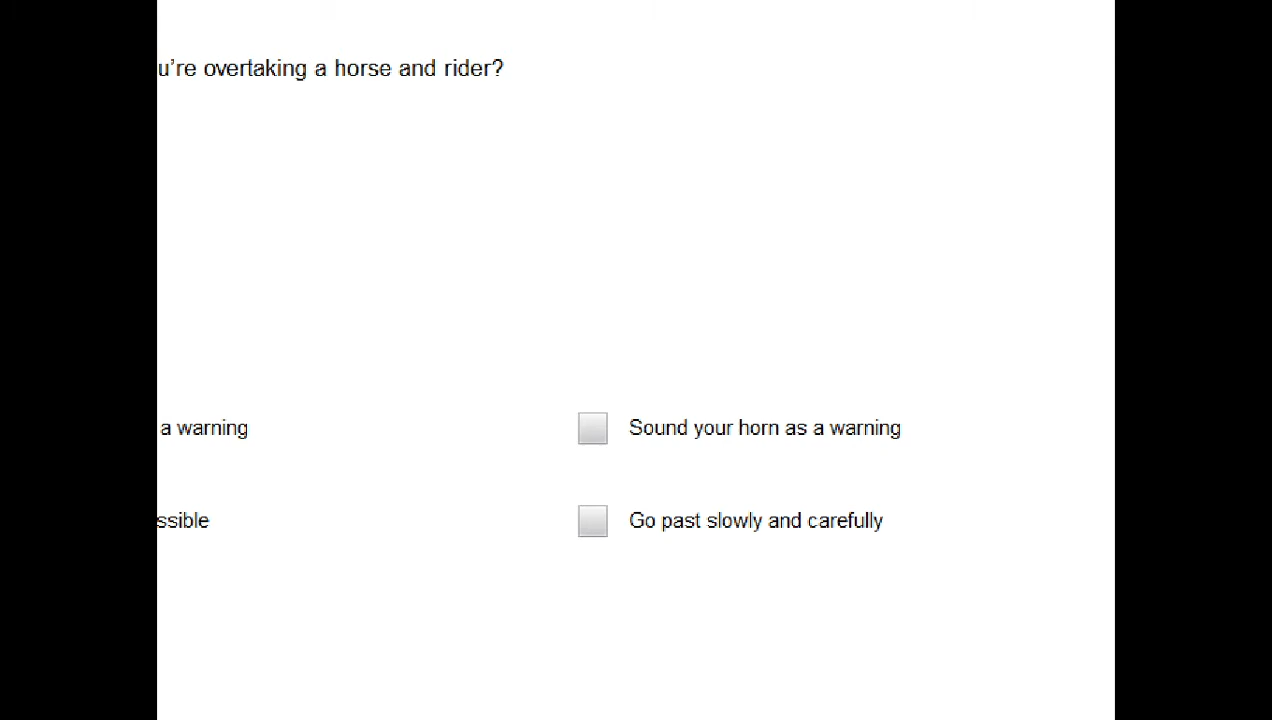 u’re overtaking a horse and rider?
a warning
Sound your horn as a warning
ssible
Go past slowly and carefully